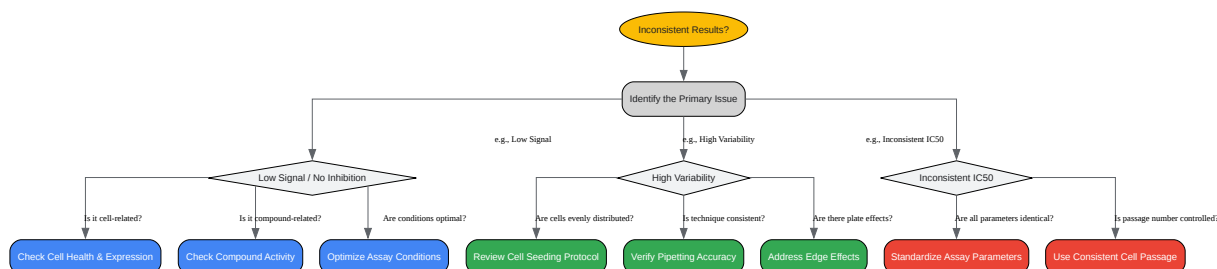 Inconsistent Results?
Identify the Primary Issue
e.g., Low Signal
e.g., High Variability
e.g., Inconsistent IC50
Low Signal / No Inhibition
High Variability
Inconsistent IC50
Is it cell-related?
Is it compound-related?
Are conditions optimal?
Are cells evenly distributed?
Is technique consistent?
Are there plate effects?
Are all parameters identical?
Is passage number controlled?
Check Cell Health & Expression
Check Compound Activity
Optimize Assay Conditions
Review Cell Seeding Protocol
Verify Pipetting Accuracy
Address Edge Effects
Standardize Assay Parameters
Use Consistent Cell Passage